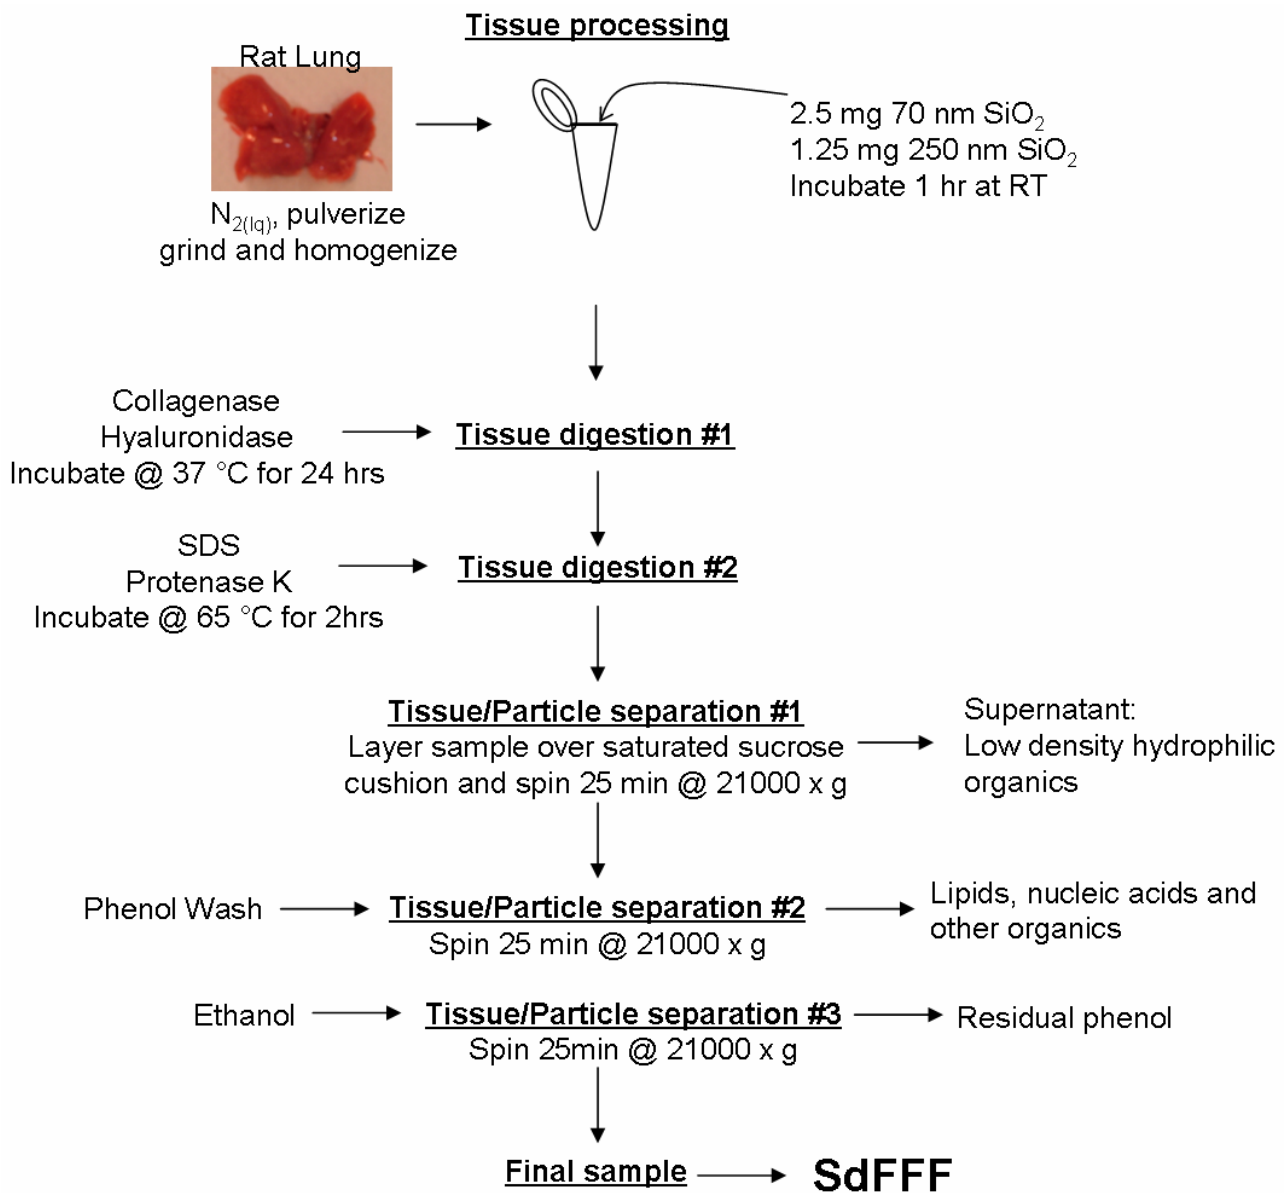 Tissue processing
Rat Lung
N2(lq), pulverize
grind and homogenize
2.5 mg 70 nm SiO2
1.25 mg 250 nm SiO2
Incubate 1 hr at RT
Collagenase
Hyaluronidase
Incubate @ 37 °C for 24 hrs
Tissue digestion #1
SDS
Protenase K
Incubate @ 65 °C for 2hrs
Tissue digestion #2
Tissue/Particle separation #1
Layer sample over saturated sucrose
cushion and spin 25 min @ 21000 x g
Supernatant:
Low density hydrophilic
organics
Phenol Wash
Tissue/Particle separation #2
Spin 25 min @ 21000 x g
Lipids, nucleic acids and
other organics
Ethanol
Tissue/Particle separation #3
Spin 25min @ 21000 x g
Residual phenol
Final sample
SdFFF